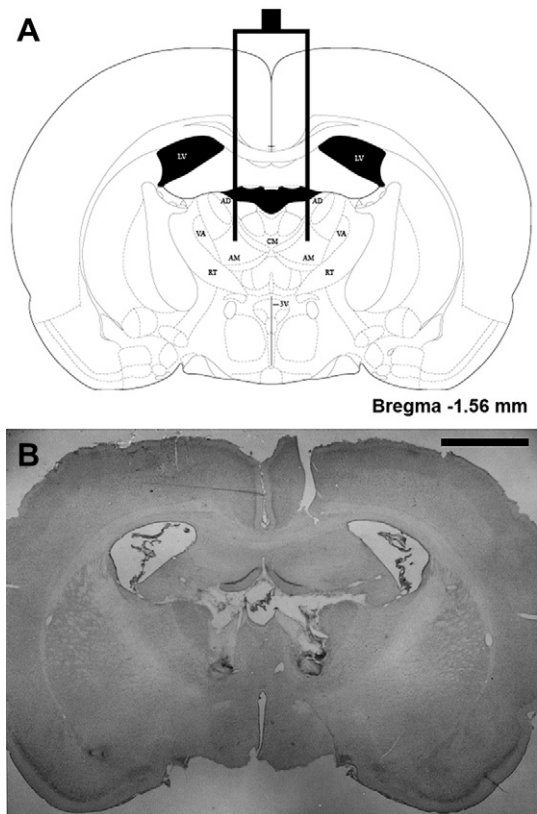 A
LV LV
AD AD
VA VA
CM
AM AM
RT RT
3V
Bregma -1.56 mm
B